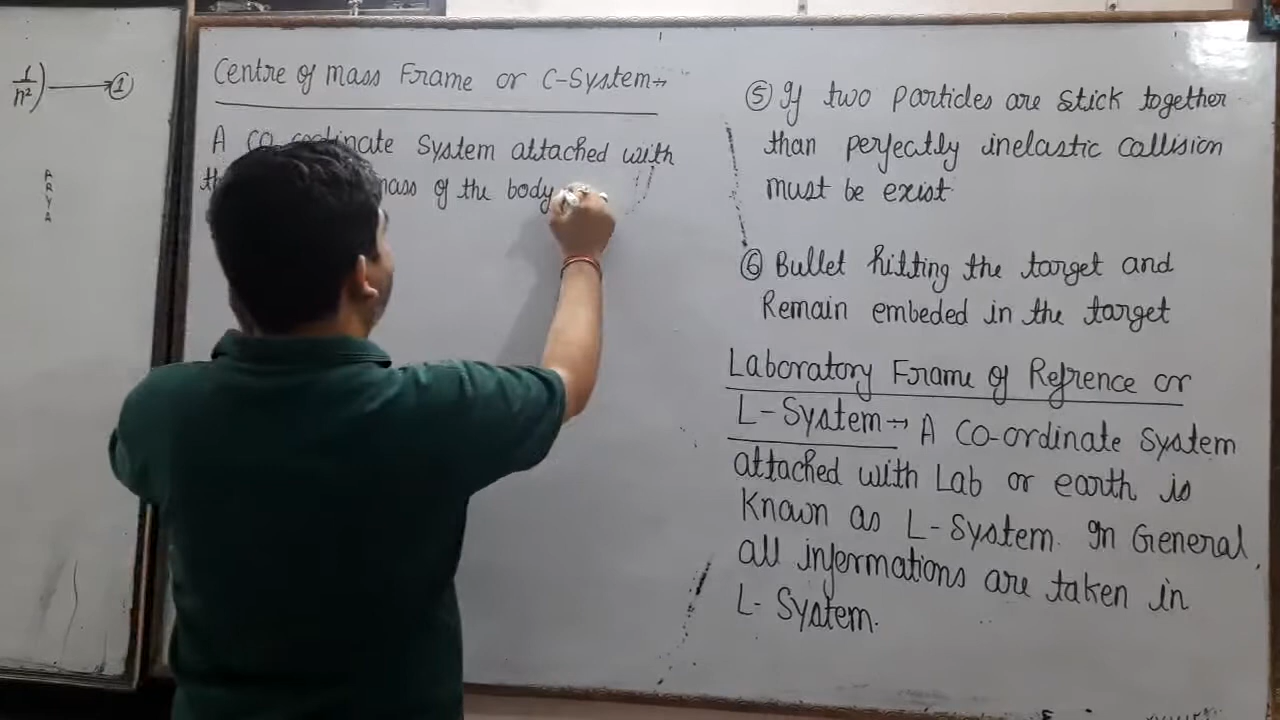 1/n²) ⟶ ①
ARYA
Centre of mass Frame or C-System→
A co-ordinate System attached with
mass of the body
⑤ If two particles are stick together
than perfectly inelastic collision
must be exist
⑥ Bullet hitting the target and
Remain embeded in the target
Laboratory Frame of Refrence or
L-System→ A Co-ordinate System
attached with Lab or earth is
Known as L-System. In General,
all informations are taken in
L-System.